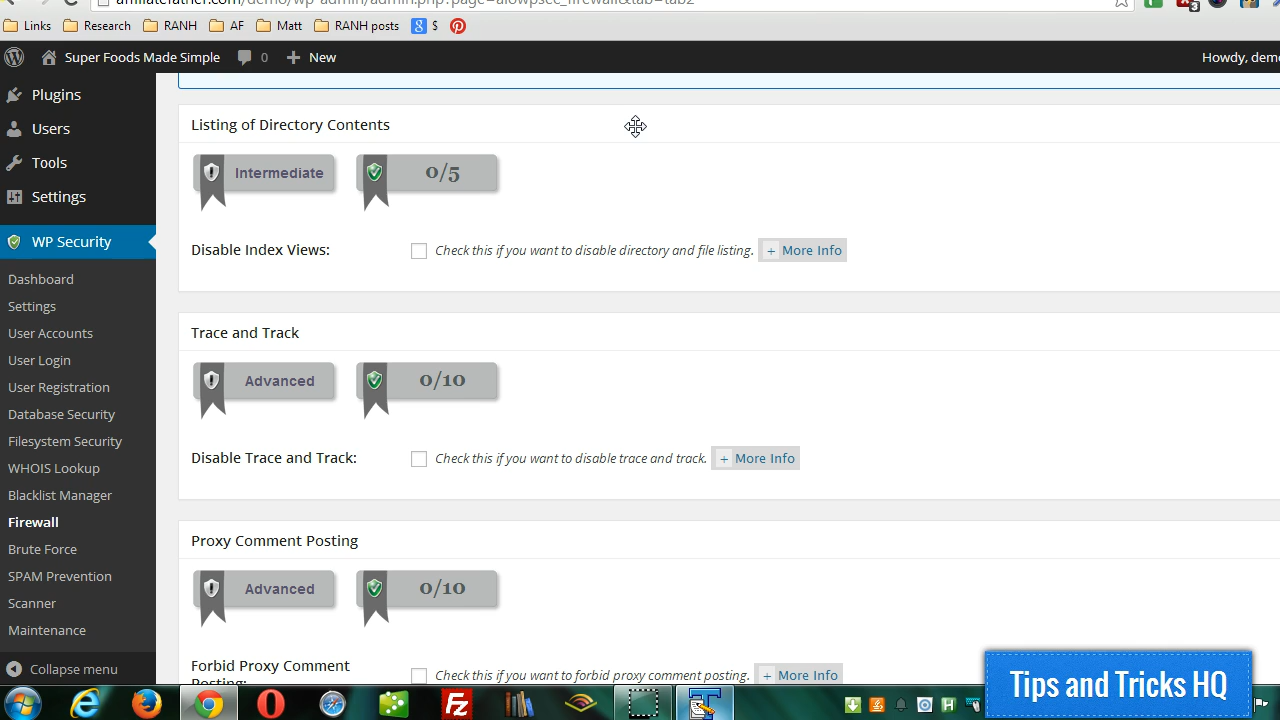 Links Research RANH AF Matt RANH posts $
3
Super Foods Made Simple 0 New Howdy, demo
Plugins
Users
Tools
Settings
WP Security
Dashboard
Settings
User Accounts
User Login
User Registration
Database Security
Filesystem Security
WHOIS Lookup
Blacklist Manager
Firewall
Brute Force
SPAM Prevention
Scanner
Maintenance
Collapse menu
Listing of Directory Contents
Intermediate 0/5
Disable Index Views: Check this if you want to disable directory and file listing. + More Info
Trace and Track
Advanced 0/10
Disable Trace and Track: Check this if you want to disable trace and track. + More Info
Proxy Comment Posting
Advanced 0/10
Forbid Proxy Comment Check this if you want to forbid proxy comment posting. + More Info
Posting:
Tips and Tricks HQ